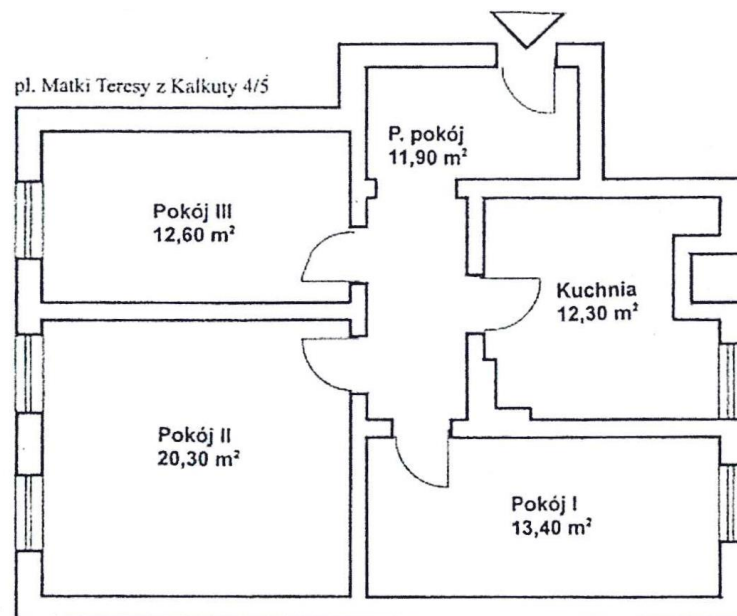 pl. Matki Teresy z Kalkuty 4/5
P. pokój
11,90 m²
Pokój III
12,60 m²
Kuchnia
12,30 m²
Pokój II
20,30 m²
Pokój I
13,40 m²